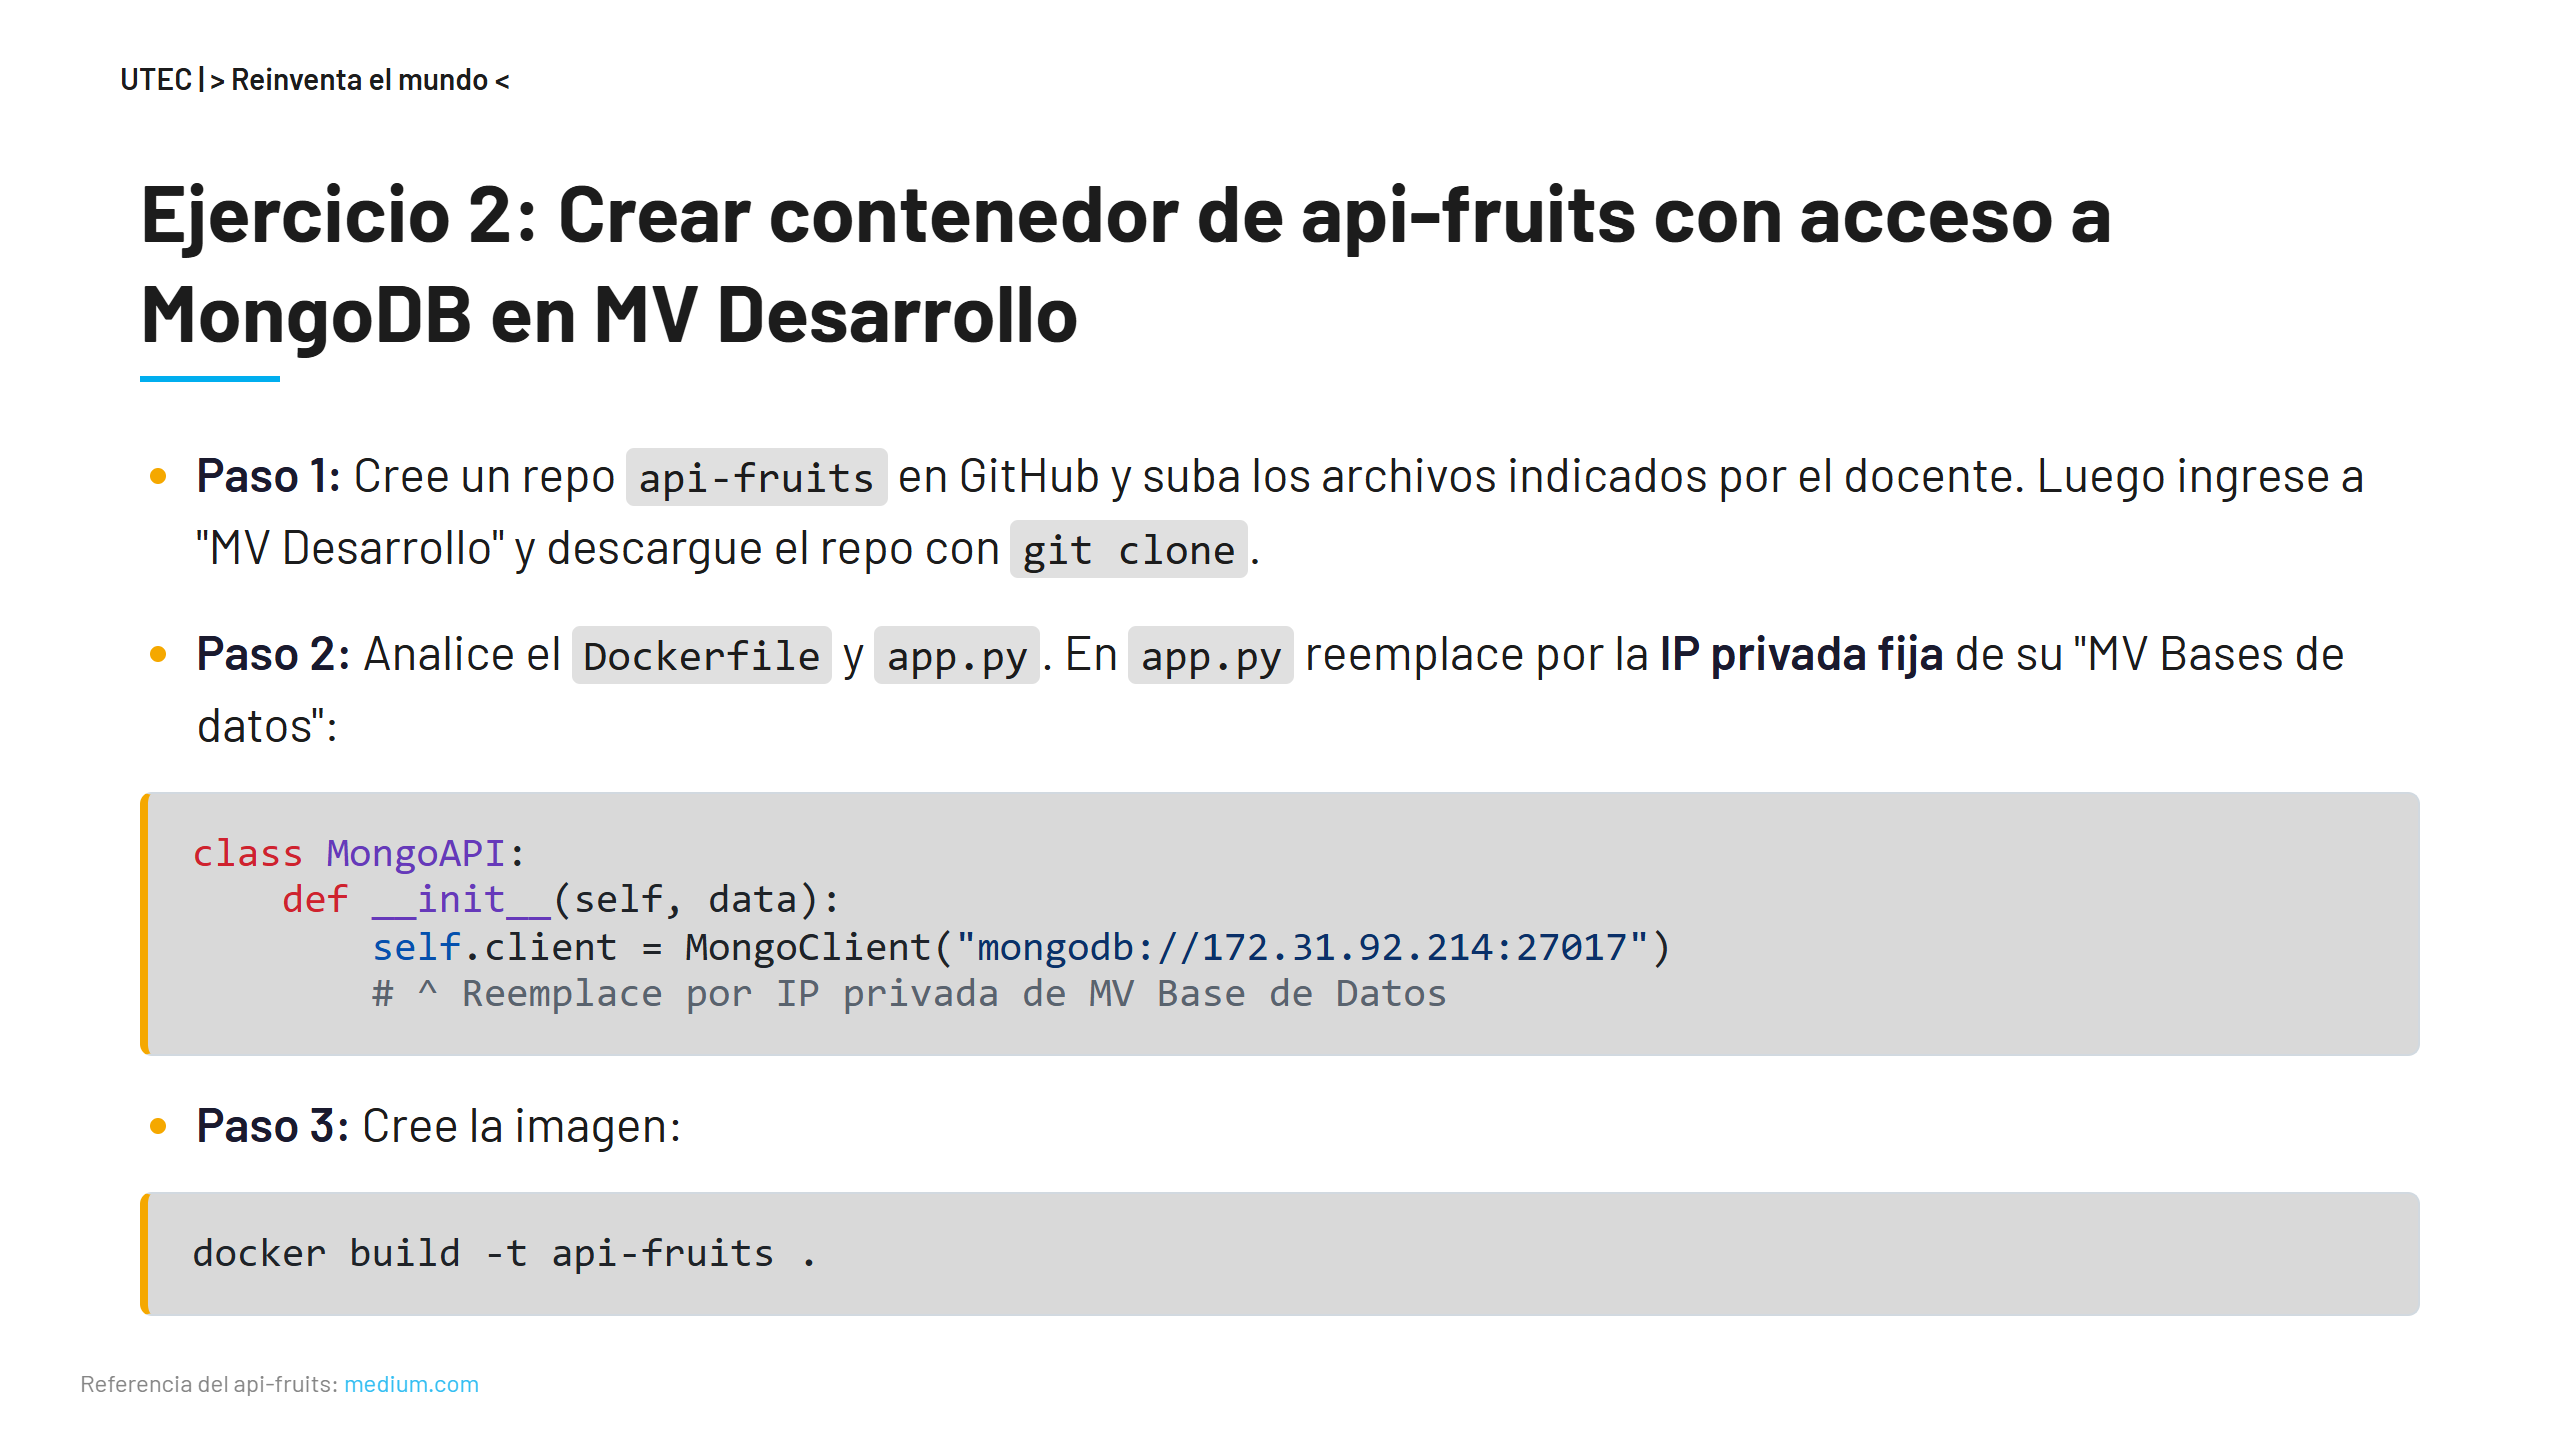 UTEC | > Reinventa el mundo <
Ejercicio 2: Crear contenedor de api-fruits con acceso a
MongoDB en MV Desarrollo
Paso 1: Cree un repo api-fruits en GitHub y suba los archivos indicados por el docente. Luego ingrese a
"MV Desarrollo" y descargue el repo con git clone.
Paso 2: Analice el Dockerfile y app.py. En app.py reemplace por la IP privada fija de su "MV Bases de
datos":
class MongoAPI:
    def __init__(self, data):
        self.client = MongoClient("mongodb://172.31.92.214:27017")
        # ^ Reemplace por IP privada de MV Base de Datos
Paso 3: Cree la imagen:
docker build -t api-fruits .
Referencia del api-fruits: medium.com